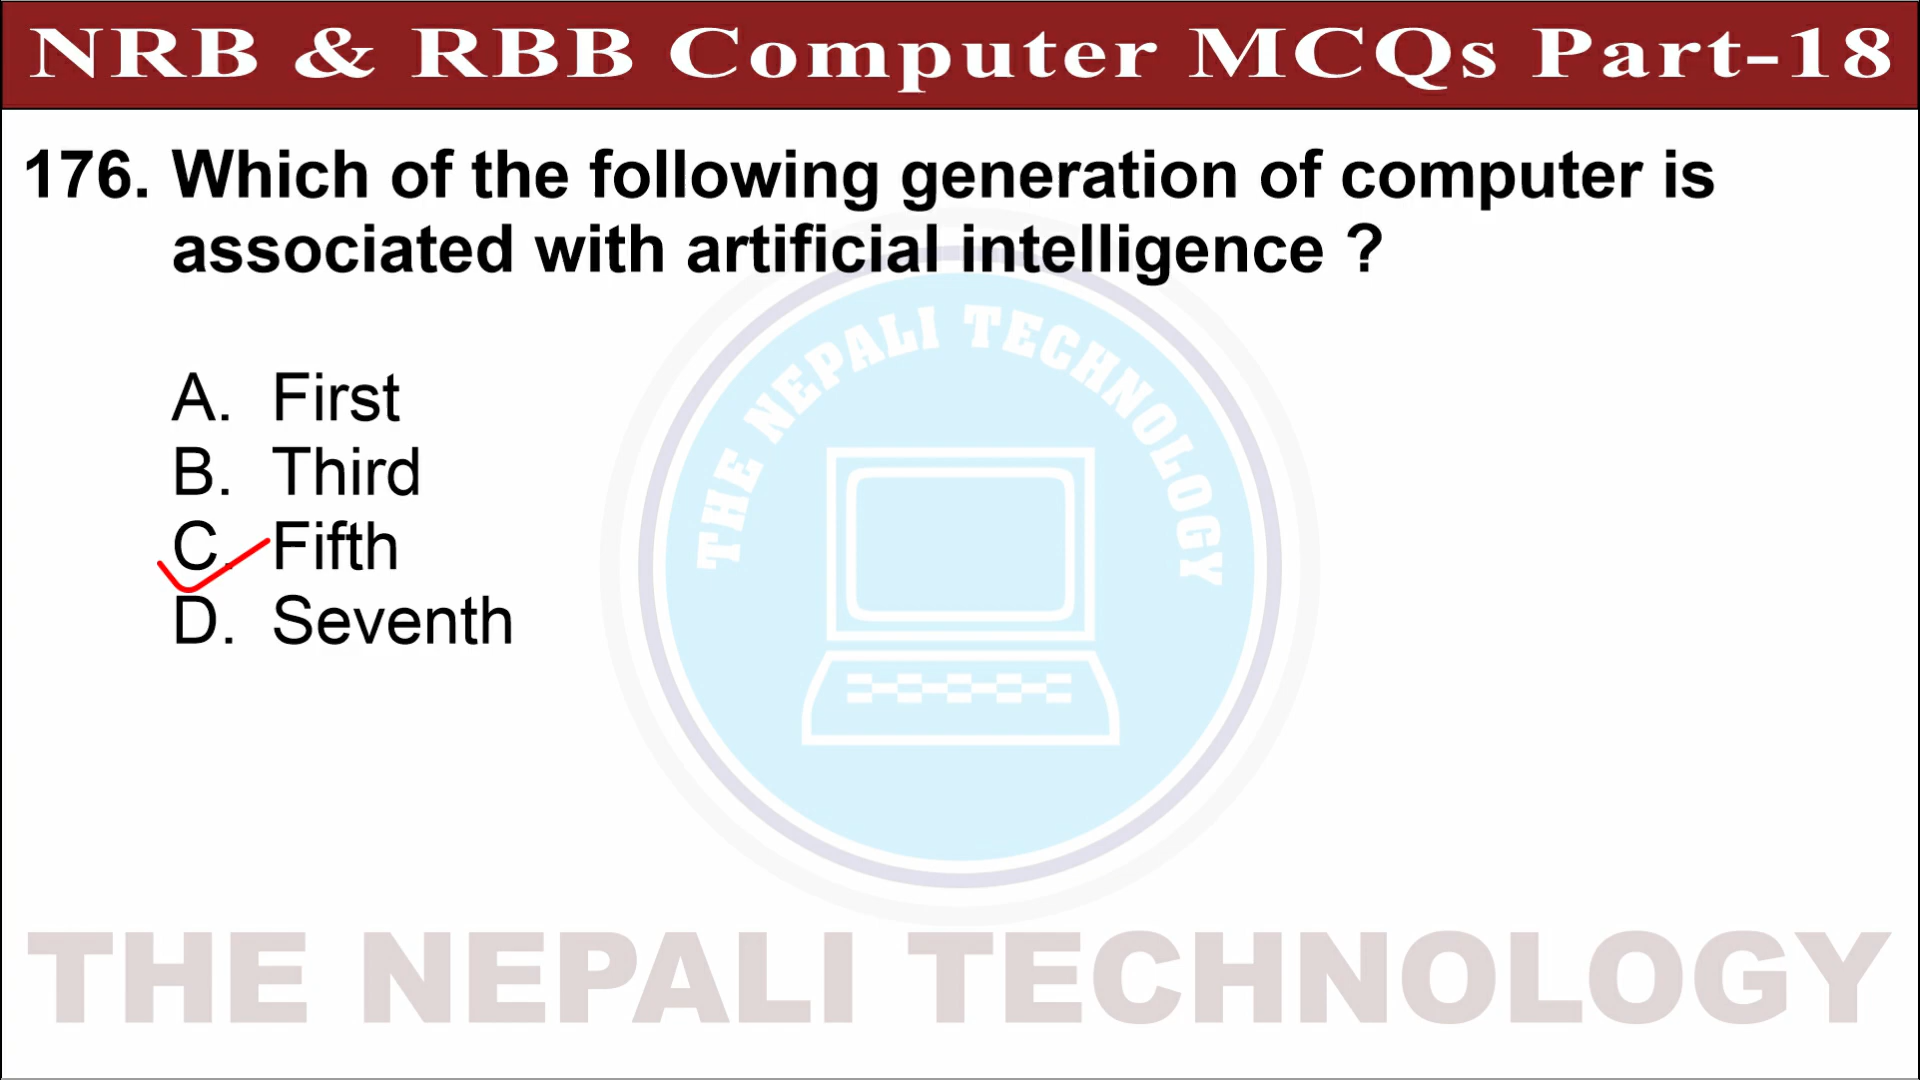 NRB & RBB Computer MCQs Part-18
176. Which of the following generation of computer is
associated with artificial intelligence ?
THE NEPALI TECHNOLOGY
A. First
B. Third
C. Fifth
D. Seventh
THE NEPALI TECHNOLOGY